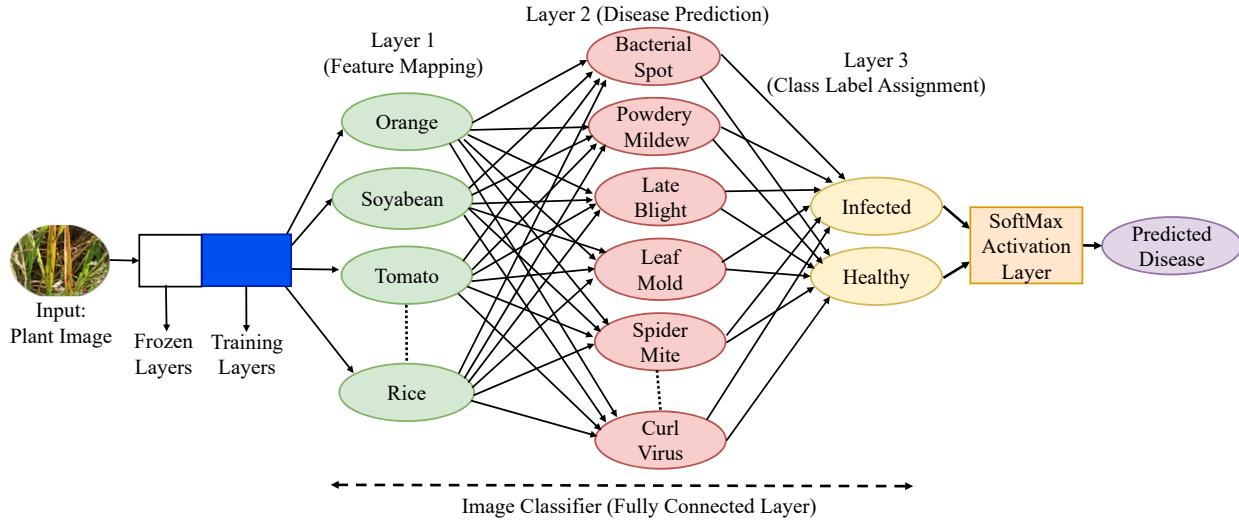 Layer 2 (Disease Prediction)
Layer 1
(Feature Mapping)
Layer 3
(Class Label Assignment)
Input:
Plant Image
Frozen
Layers
Training
Layers
Orange
Soyabean
Tomato
Rice
Bacterial
Spot
Powdery
Mildew
Late
Blight
Leaf
Mold
Spider
Mite
Curl
Virus
Infected
Healthy
SoftMax
Activation
Layer
Predicted
Disease
Image Classifier (Fully Connected Layer)